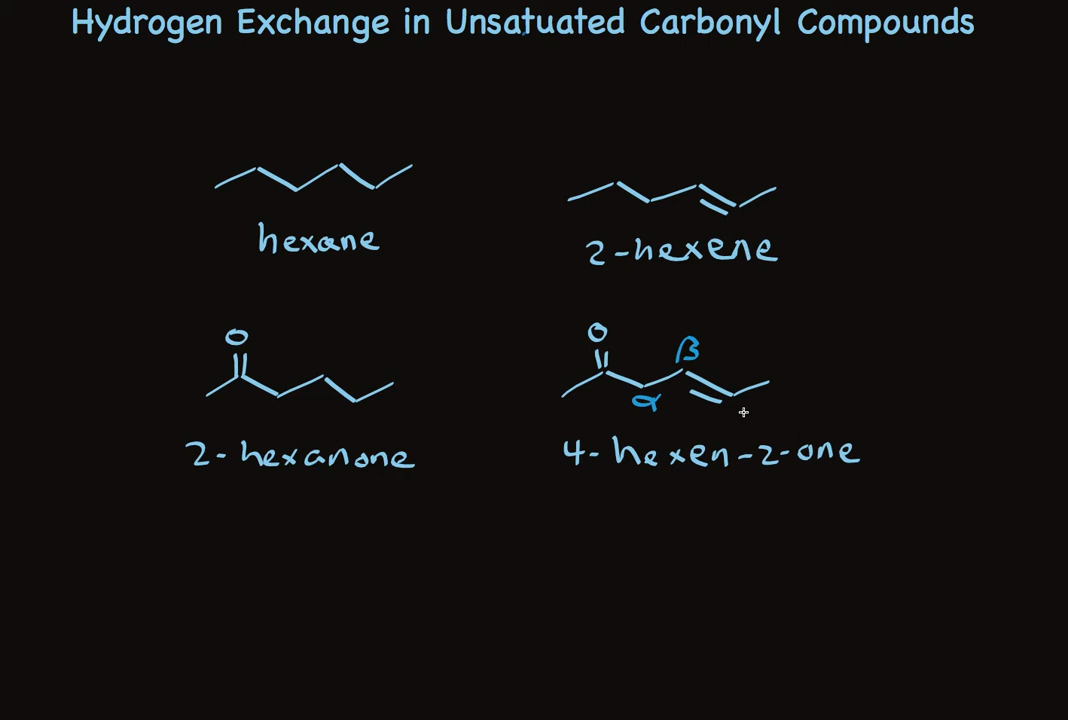 Hydrogen Exchange in Unsatuated Carbonyl Compounds
hexane
2-hexene
O
O
β
α
2-hexanone
4-hexen-2-one